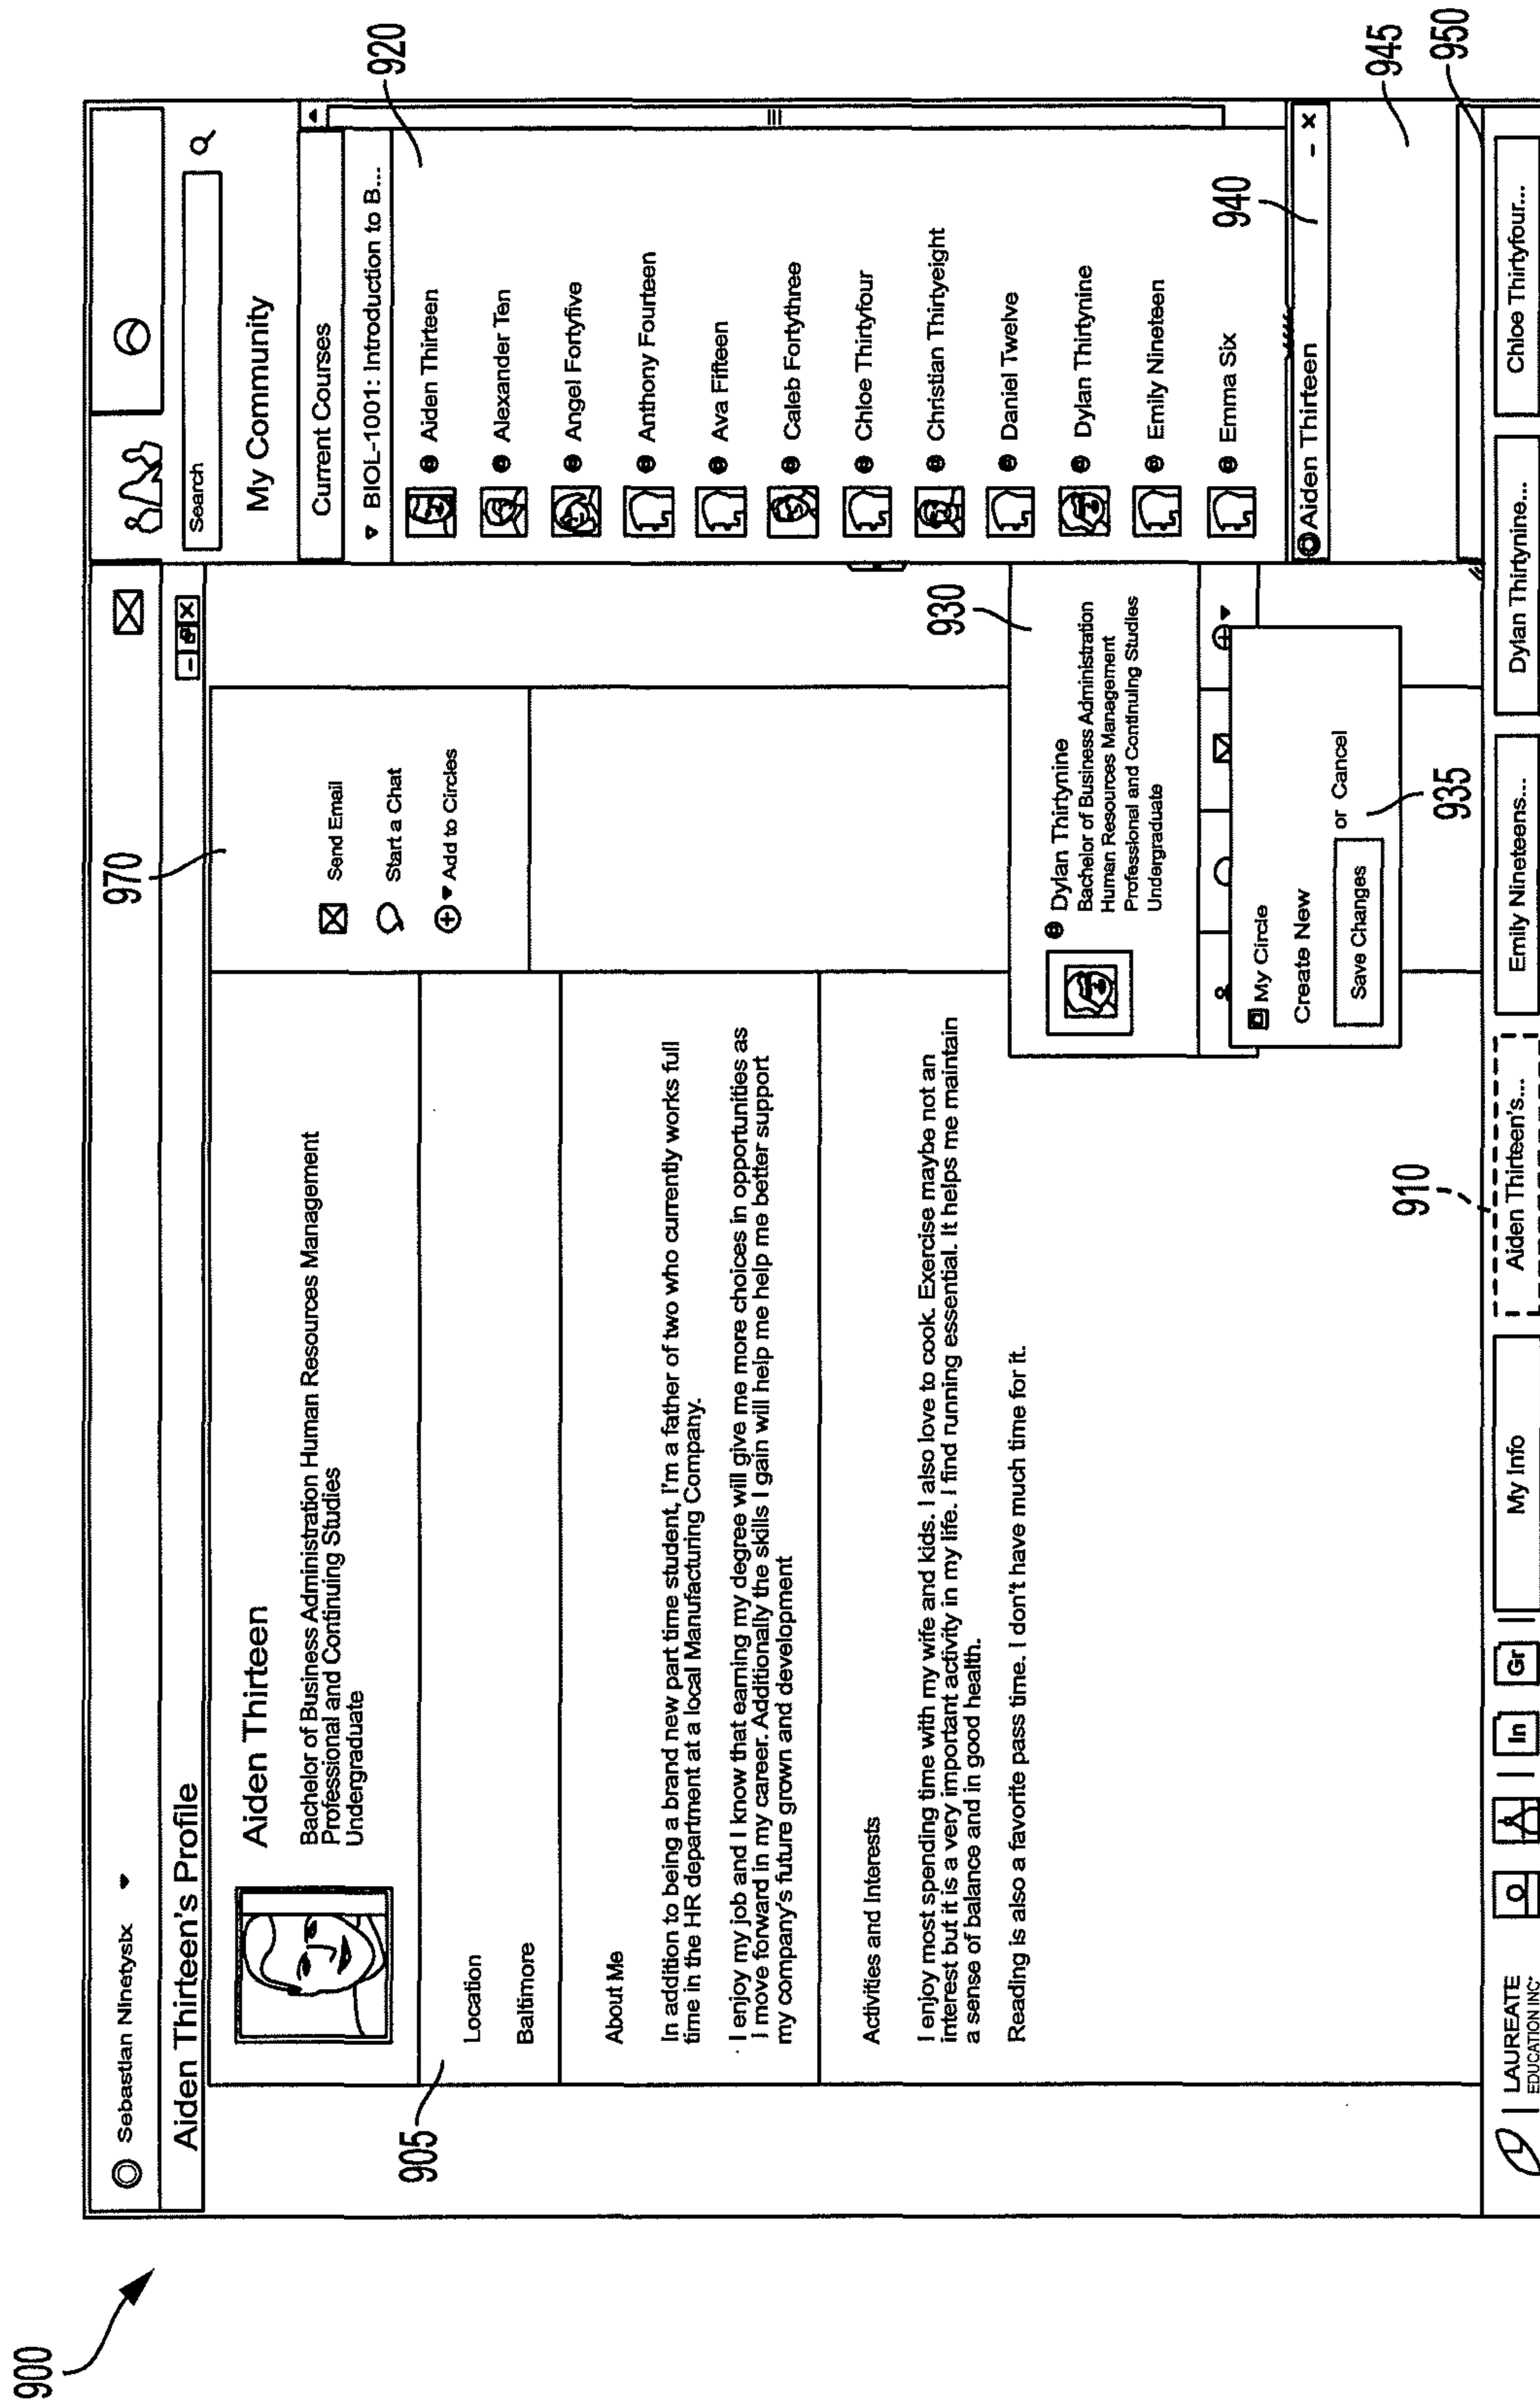 900
Sebastian Ninetysix
Aiden Thirteen's Profile
970
905
Aiden Thirteen
Bachelor of Business Administration Human Resources Management
Professional and Continuing Studies
Undergraduate
Send Email
Start a Chat
Add to Circles
Location
Baltimore
About Me
In addition to being a brand new part time student, I'm a father of two who currently works full
time in the HR department at a local Manufacturing Company.
I enjoy my job and I know that earning my degree will give me more choices in opportunities as
I move forward in my career. Additionally the skills I gain will help me help me better support
my company's future grown and development
Activities and Interests
I enjoy most spending time with my wife and kids. I also love to cook. Exercise maybe not an
interest but it is a very important activity in my life. I find running essential. It helps me maintain
a sense of balance and in good health.
Reading is also a favorite pass time. I don't have much time for it.
930
Dylan Thirtynine
Bachelor of Business Administration
Human Resources Management
Professional and Continuing Studies
Undergraduate
My Circle
Create New
Save Changes
or Cancel
935
Search
My Community
Current Courses
BIOL-1001: Introduction to B...
920
Aiden Thirteen
Alexander Ten
Angel Fortyfive
Anthony Fourteen
Ava Fifteen
Caleb Fortythree
Chloe Thirtyfour
Christian Thirtyeight
Daniel Twelve
Dylan Thirtynine
Emily Nineteen
Emma Six
940
Aiden Thirteen
945
950
910
LAUREATE
EDUCATION INC
In
Gr
My Info
Aiden Thirteen's...
Emily Nineteens...
Dylan Thirtynine...
Chloe Thirtyfour...